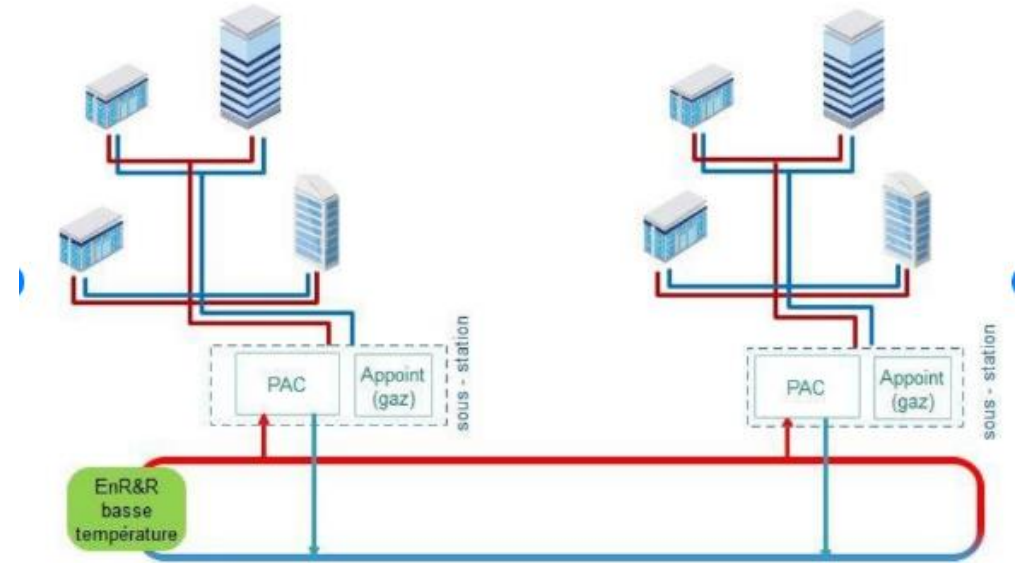 PAC
Appoint
(gaz)
sous - station
PAC
Appoint
(gaz)
sous - station
EnR&R
basse
température